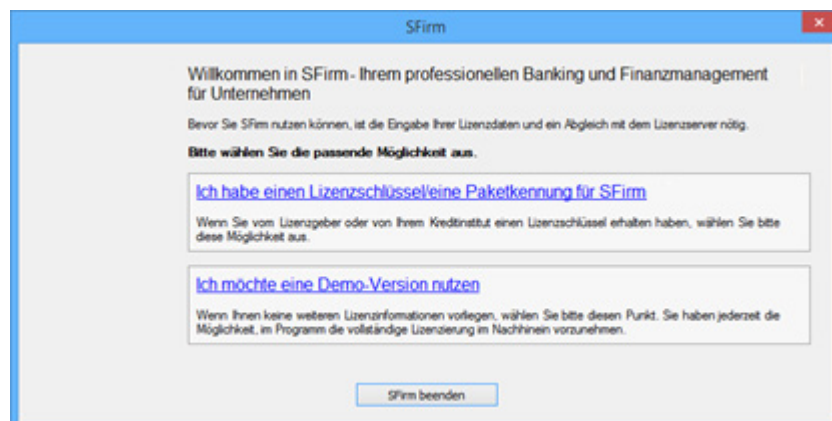 SFirm
Willkommen in SFirm - Ihrem professionellen Banking und Finanzmanagement
für Unternehmen
Bevor Sie SFirm nutzen können, ist die Eingabe Ihrer Lizenzdaten und ein Abgleich mit dem Lizenzserver nötig.
Bitte wählen Sie die passende Möglichkeit aus.
Ich habe einen Lizenzschlüssel/eine Paketkennung für SFirm
Wenn Sie vom Lizenzgeber oder von Ihrem Kreditinstitut einen Lizenzschlüssel erhalten haben, wählen Sie bitte
diese Möglichkeit aus.
Ich möchte eine Demo-Version nutzen
Wenn Ihnen keine weiteren Lizenzinformationen vorliegen, wählen Sie bitte diesen Punkt. Sie haben jederzeit die
Möglichkeit, im Programm die vollständige Lizenzierung im Nachhinein vorzunehmen.
SFirm beenden